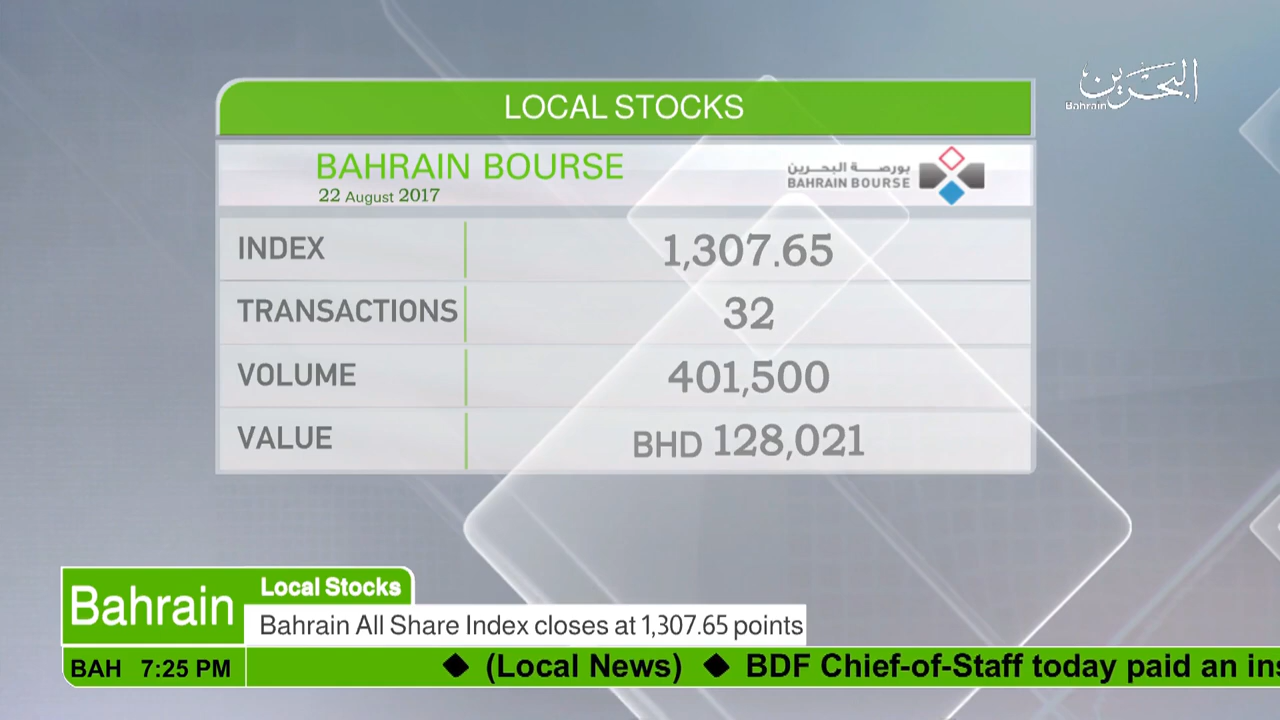 LOCAL STOCKS
البحرين
Bahrain
BAHRAIN BOURSE
22 August 2017
بورصة البحرين
BAHRAIN BOURSE
INDEX 1,307.65
TRANSACTIONS 32
VOLUME 401,500
VALUE BHD 128,021
Bahrain
Local Stocks
Bahrain All Share Index closes at 1,307.65 points
BAH 7:25 PM
◆ (Local News) ◆ BDF Chief-of-Staff today paid an ins